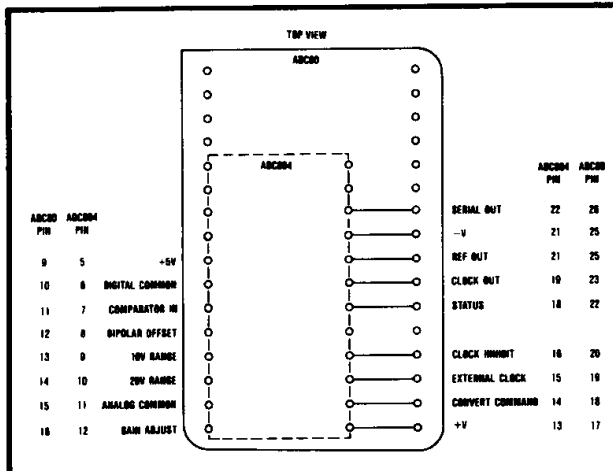 TOP VIEW
ADC80
ADC804
ADC80 PIN ADC804 PIN
9 5 +5V
10 6 DIGITAL COMMON
11 7 COMPARATOR IN
12 8 BIPOLAR OFFSET
13 9 10V RANGE
14 10 20V RANGE
15 11 ANALOG COMMON
16 12 GAIN ADJUST
ADC804 PIN ADC80 PIN
SERIAL OUT 22 26
-V 21 25
REF OUT 21 25
CLOCK OUT 19 23
STATUS 18 22
CLOCK INHIBIT 16 20
EXTERNAL CLOCK 15 19
CONVERT COMMAND 14 18
+V 13 17